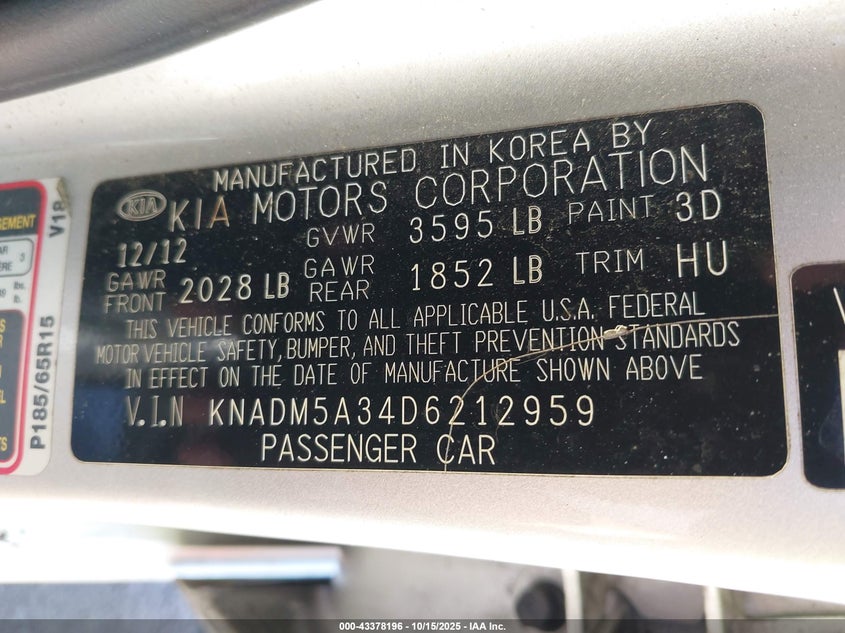 MANUFACTURED IN KOREA BY
KIA KIA MOTORS CORPORATION
12/12 GVWR 3595 LB PAINT 3D
GAWR FRONT 2028 LB GAWR REAR 1852 LB TRIM HU
THIS VEHICLE CONFORMS TO ALL APPLICABLE U.S.A. FEDERAL
MOTOR VEHICLE SAFETY, BUMPER, AND THEFT PREVENTION STANDARDS
IN EFFECT ON THE DATE OF MANUFACTURE SHOWN ABOVE
V.I.N KNADM5A34D6212959
PASSENGER CAR
P185/65R15
000-43378196 - 10/15/2025 - IAA Inc.